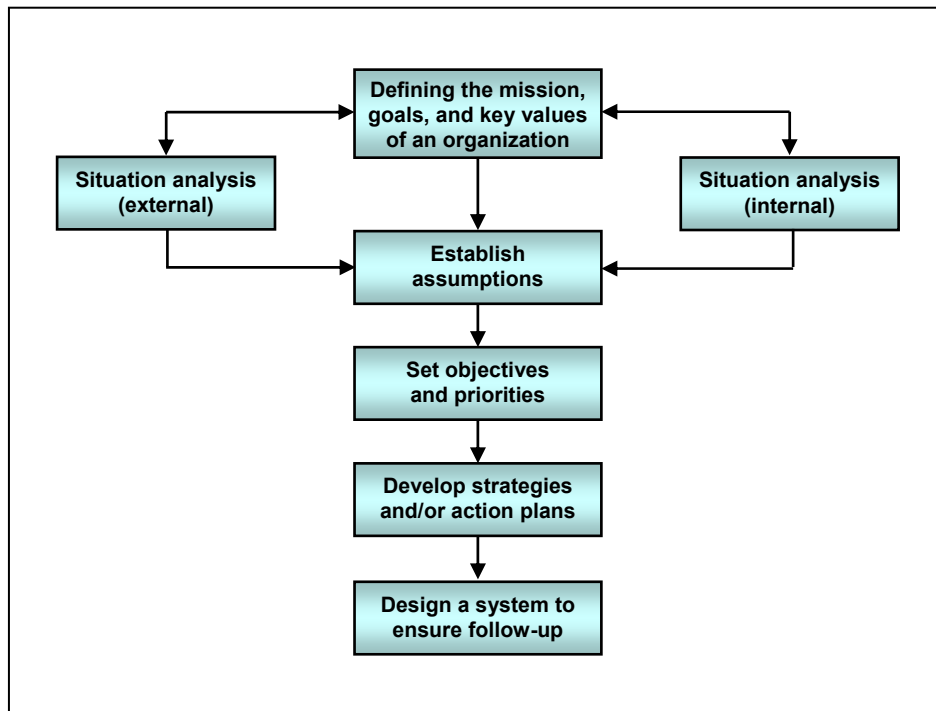 Defining the mission,
goals, and key values
of an organization
Situation analysis
(external)
Situation analysis
(internal)
Establish
assumptions
Set objectives
and priorities
Develop strategies
and/or action plans
Design a system to
ensure follow-up